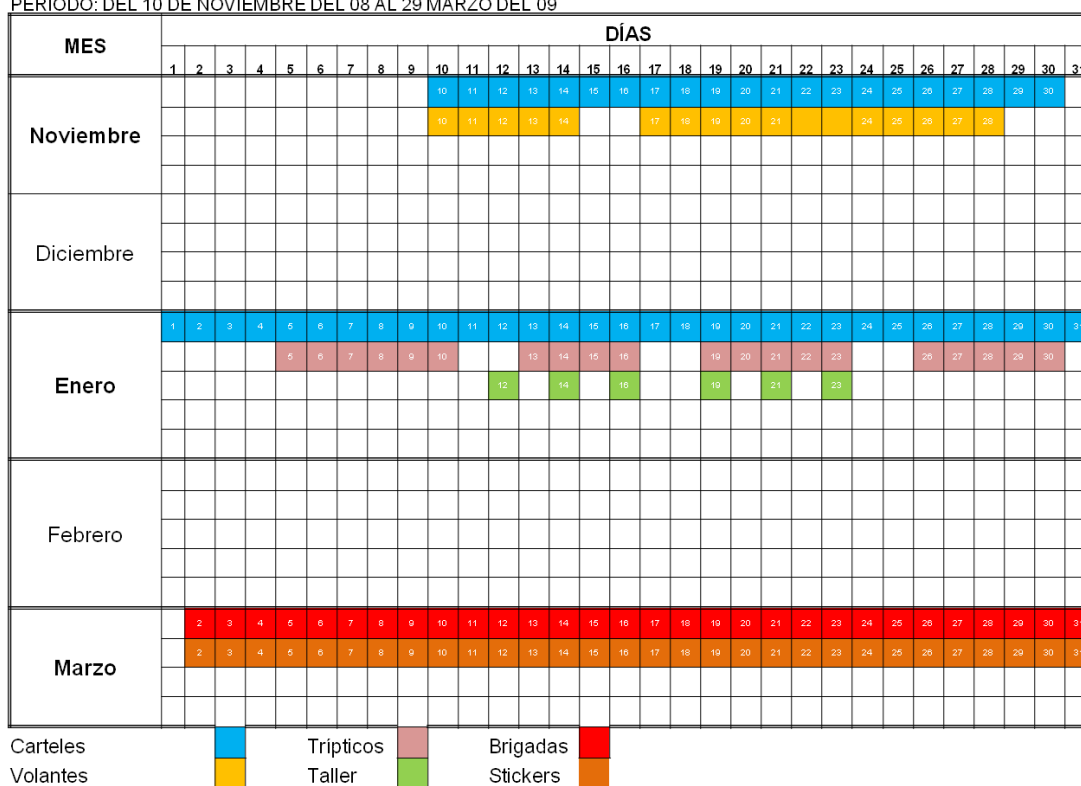 PERÍODO: DEL 10 DE NOVIEMBRE DEL 08 AL 29 MARZO DEL 09
MES DÍAS
1 2 3 4 5 6 7 8 9 10 11 12 13 14 15 16 17 18 19 20 21 22 23 24 25 26 27 28 29 30 31
10 11 12 13 14 15 16 17 18 19 20 21 22 23 24 25 26 27 28 29 30
10 11 12 13 14 17 18 19 20 21 24 25 26 27 28
Noviembre
Diciembre
1 2 3 4 5 6 7 8 9 10 11 12 13 14 15 16 17 18 19 20 21 22 23 24 25 26 27 28 29 30 31
5 6 7 8 9 10 13 14 15 16 19 20 21 22 23 26 27 28 29 30
Enero 12 14 16 19 21 23
Febrero
2 3 4 5 6 7 8 9 10 11 12 13 14 15 16 17 18 19 20 21 22 23 24 25 26 27 28 29 30 31
2 3 4 5 6 7 8 9 10 11 12 13 14 15 16 17 18 19 20 21 22 23 24 25 26 27 28 29 30 31
Marzo
Carteles Trípticos Brigadas
Volantes Taller Stickers